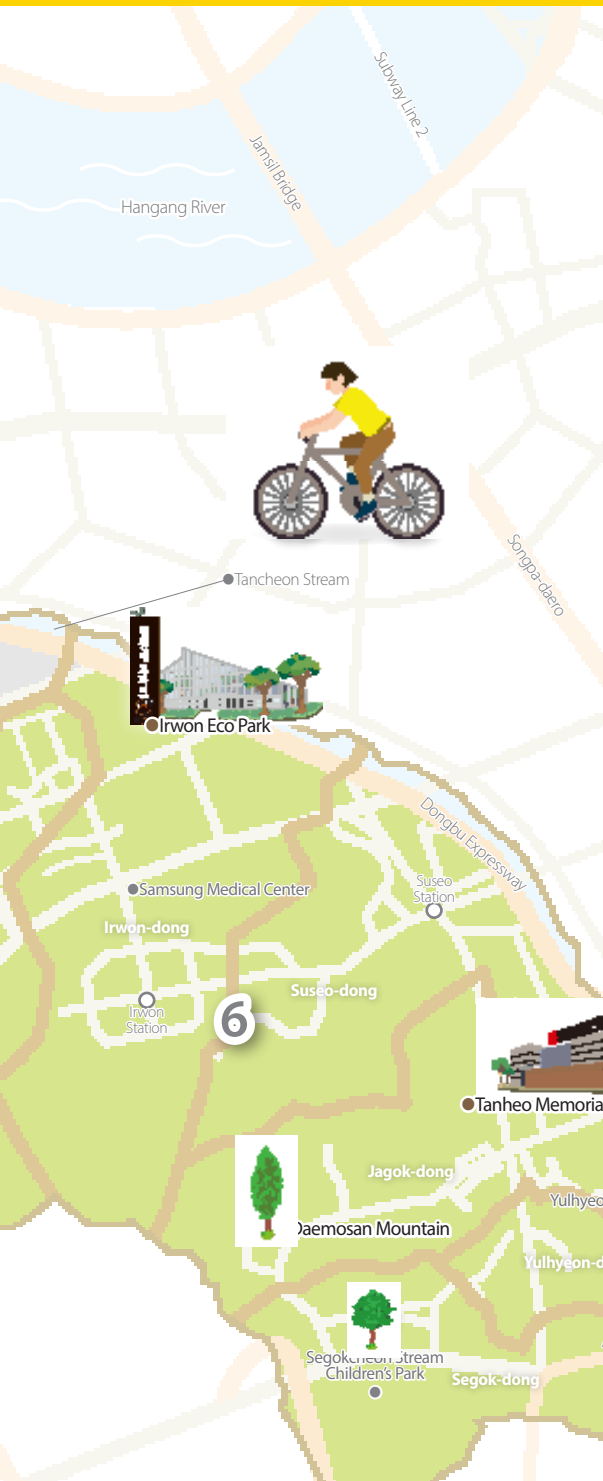 Subway Line 2
Jamsil Bridge
Hangang River
Songpa-daero
Tancheon Stream
Irwon Eco Park
Dongbu Expressway
Suseo
Station
Samsung Medical Center
Irwon-dong
Suseo-dong
Irwon
Station
6
Tanheo Memoria
Jagok-dong
Yulhyeo
Daemosan Mountain
Yulhyeon-d
Segokcheon Stream
Children's Park
Segok-dong